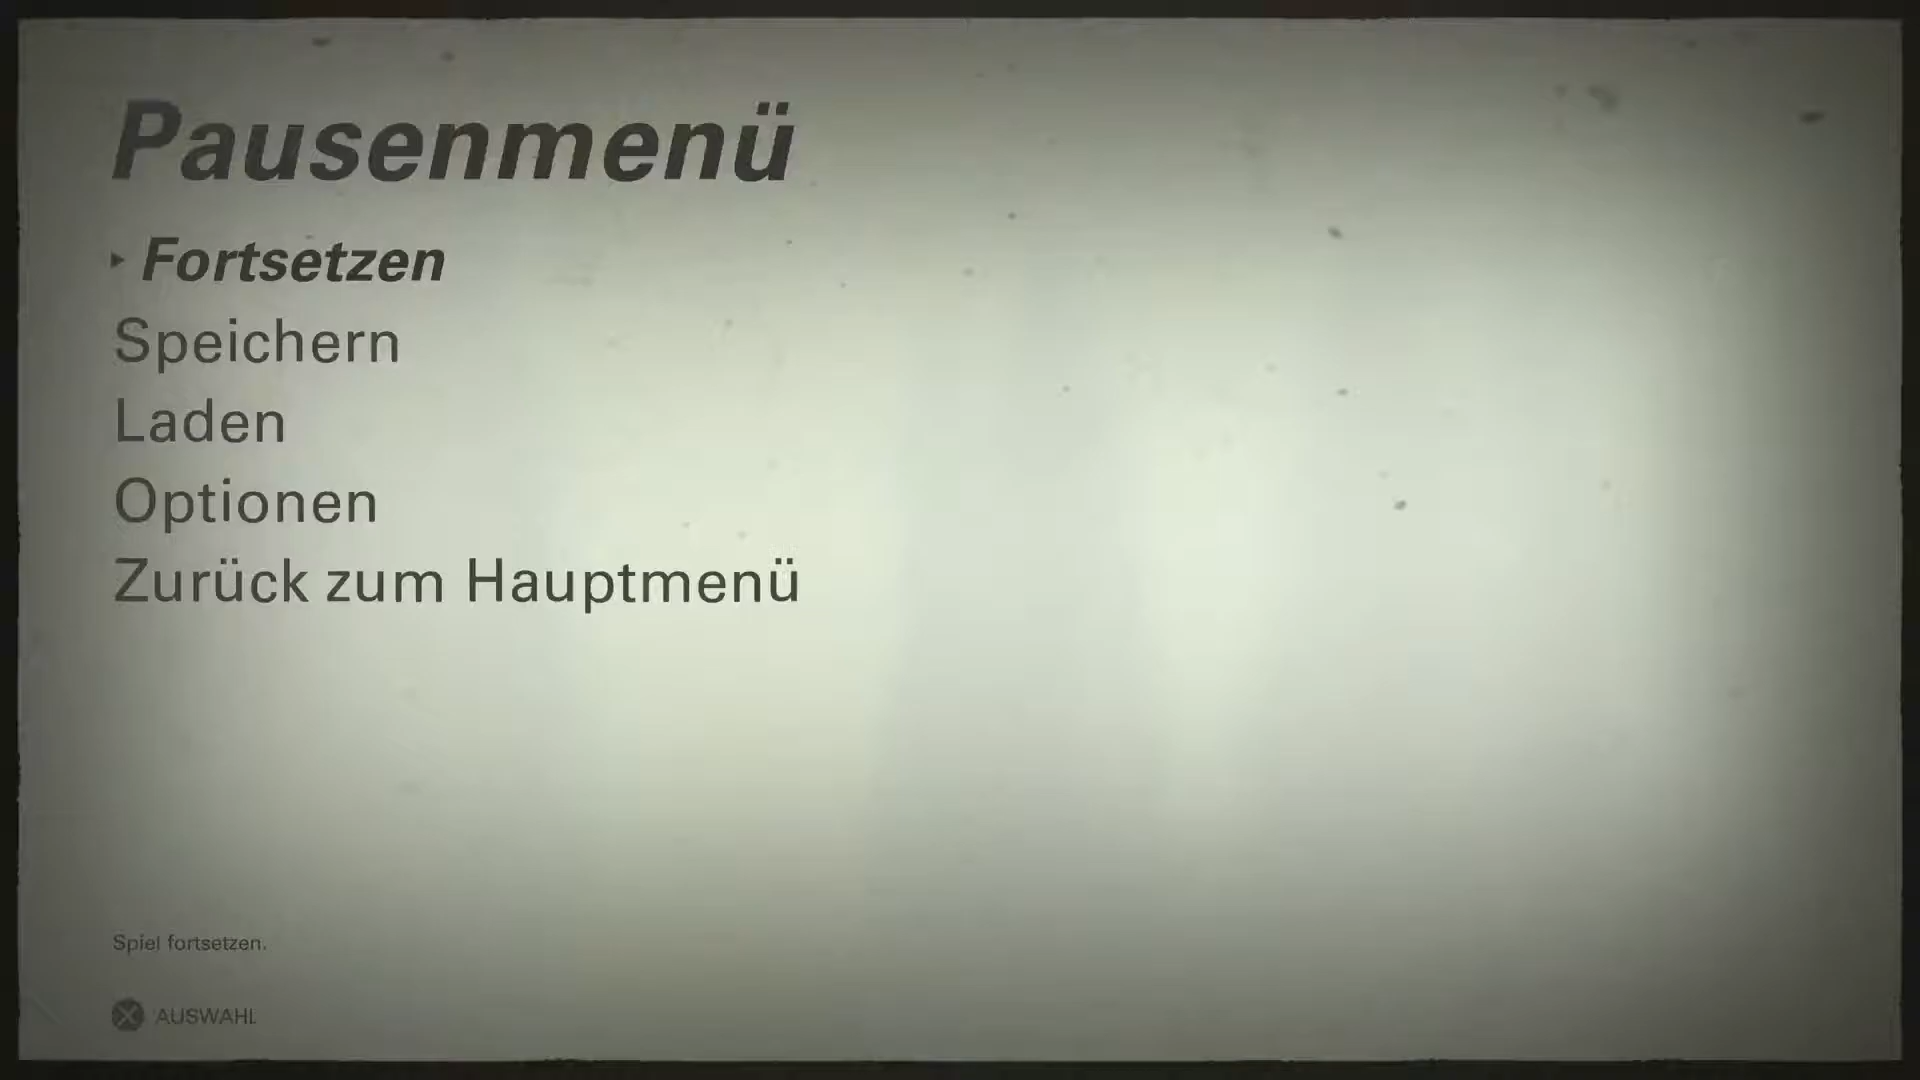 Pausenmenü
Fortsetzen
Speichern
Laden
Optionen
Zurück zum Hauptmenü
Spiel fortsetzen.
AUSWAHL